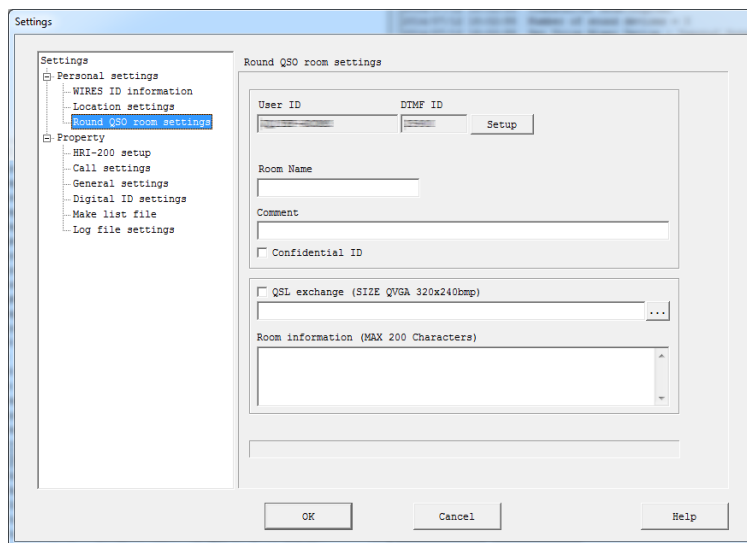 Settings
Settings
Personal settings
WIRES ID information
Location settings
Round QSO room settings
Property
HRI-200 setup
Call settings
General settings
Digital ID settings
Make list file
Log file settings
Round QSO room settings
User ID DTMF ID
Setup
Room Name
Comment
Confidential ID
QSL exchange (SIZE QVGA 320x240bmp)
...
Room information (MAX 200 Characters)
OK Cancel Help